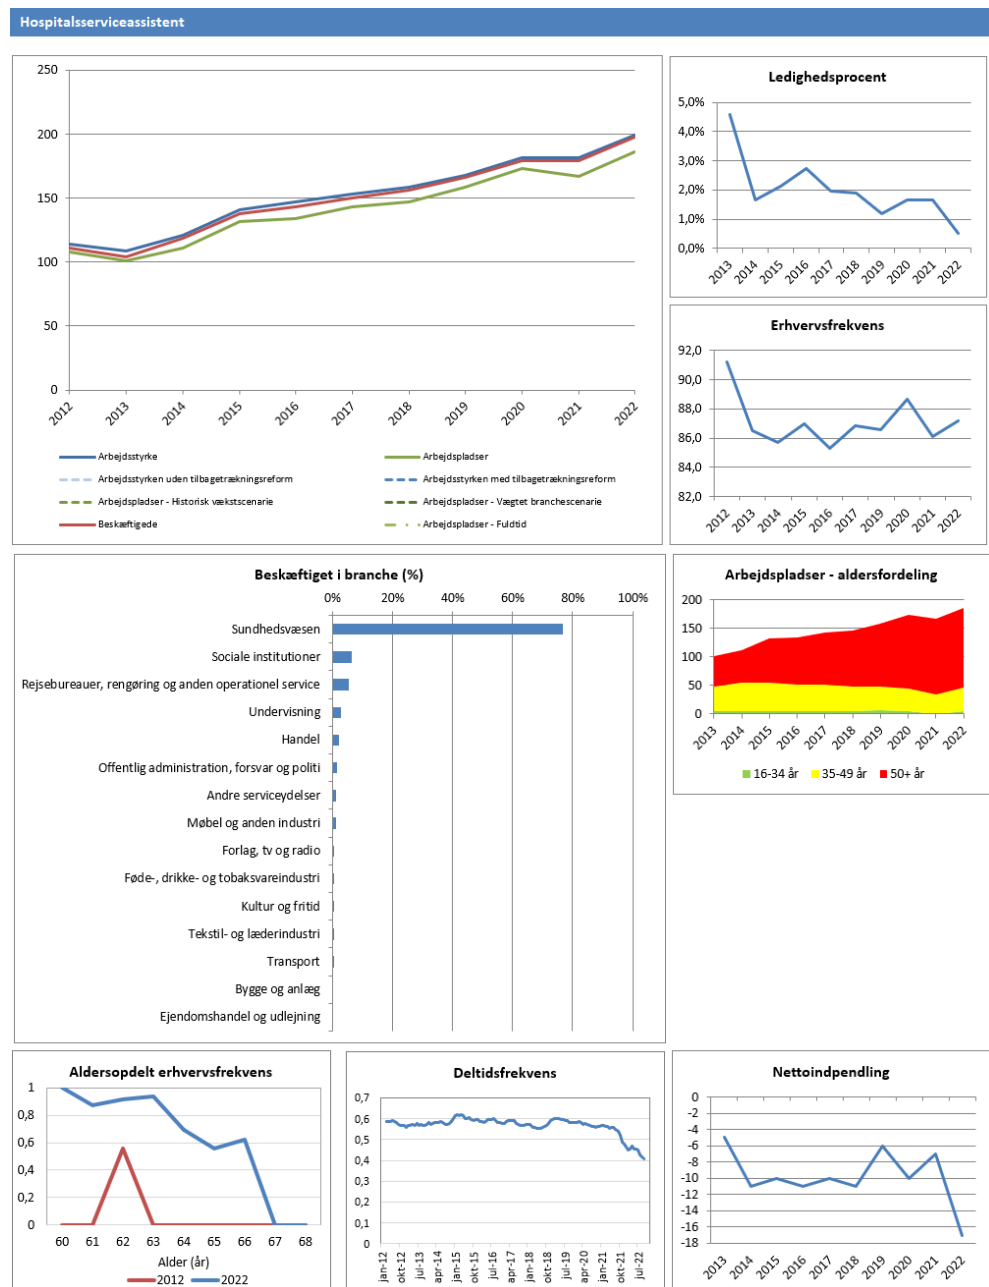 Hospitalsserviceassistent
250
200
150
100
50
0
2012
2013
2014
2015
2016
2017
2018
2019
2020
2021
2022
Arbejdsstyrke
Arbejdspladser
Arbejdsstyrken uden tilbagetrækningsreform
Arbejdsstyrken med tilbagetrækningsreform
Arbejdspladser - Historisk vækstscenarie
Arbejdspladser - Vægtet branchescenarie
Beskæftigede
Arbejdspladser - Fuldtid
Ledighedsprocent
5,0%
4,0%
3,0%
2,0%
1,0%
0,0%
2013
2014
2015
2016
2017
2018
2019
2020
2021
2022
Erhvervsfrekvens
92,0
90,0
88,0
86,0
84,0
82,0
2012
2013
2014
2015
2016
2017
2018
2019
2020
2021
2022
Beskæftiget i branche (%)
0% 20% 40% 60% 80% 100%
Sundhedsvæsen
Sociale institutioner
Rejsebureauer, rengøring og anden operationel service
Undervisning
Handel
Offentlig administration, forsvar og politi
Andre serviceydelser
Møbel og anden industri
Forlag, tv og radio
Føde-, drikke- og tobaksvareindustri
Kultur og fritid
Tekstil- og læderindustri
Transport
Bygge og anlæg
Ejendomshandel og udlejning
Arbejdspladser - aldersfordeling
200
150
100
50
0
2013
2014
2015
2016
2017
2018
2019
2020
2021
2022
16-34 år 35-49 år 50+ år
Aldersopdelt erhvervsfrekvens
1
0,8
0,6
0,4
0,2
0
60 61 62 63 64 65 66 67 68
Alder (år)
2012 2022
Deltidsfrekvens
0,7
0,6
0,5
0,4
0,3
0,2
0,1
0
jan-12
okt-12
jul-13
apr-14
jan-15
okt-15
jul-16
apr-17
jan-18
okt-18
jul-19
apr-20
jan-21
okt-21
jul-22
Nettoindpendling
0
-2
-4
-6
-8
-10
-12
-14
-16
-18
2013
2014
2015
2016
2017
2018
2019
2020
2021
2022